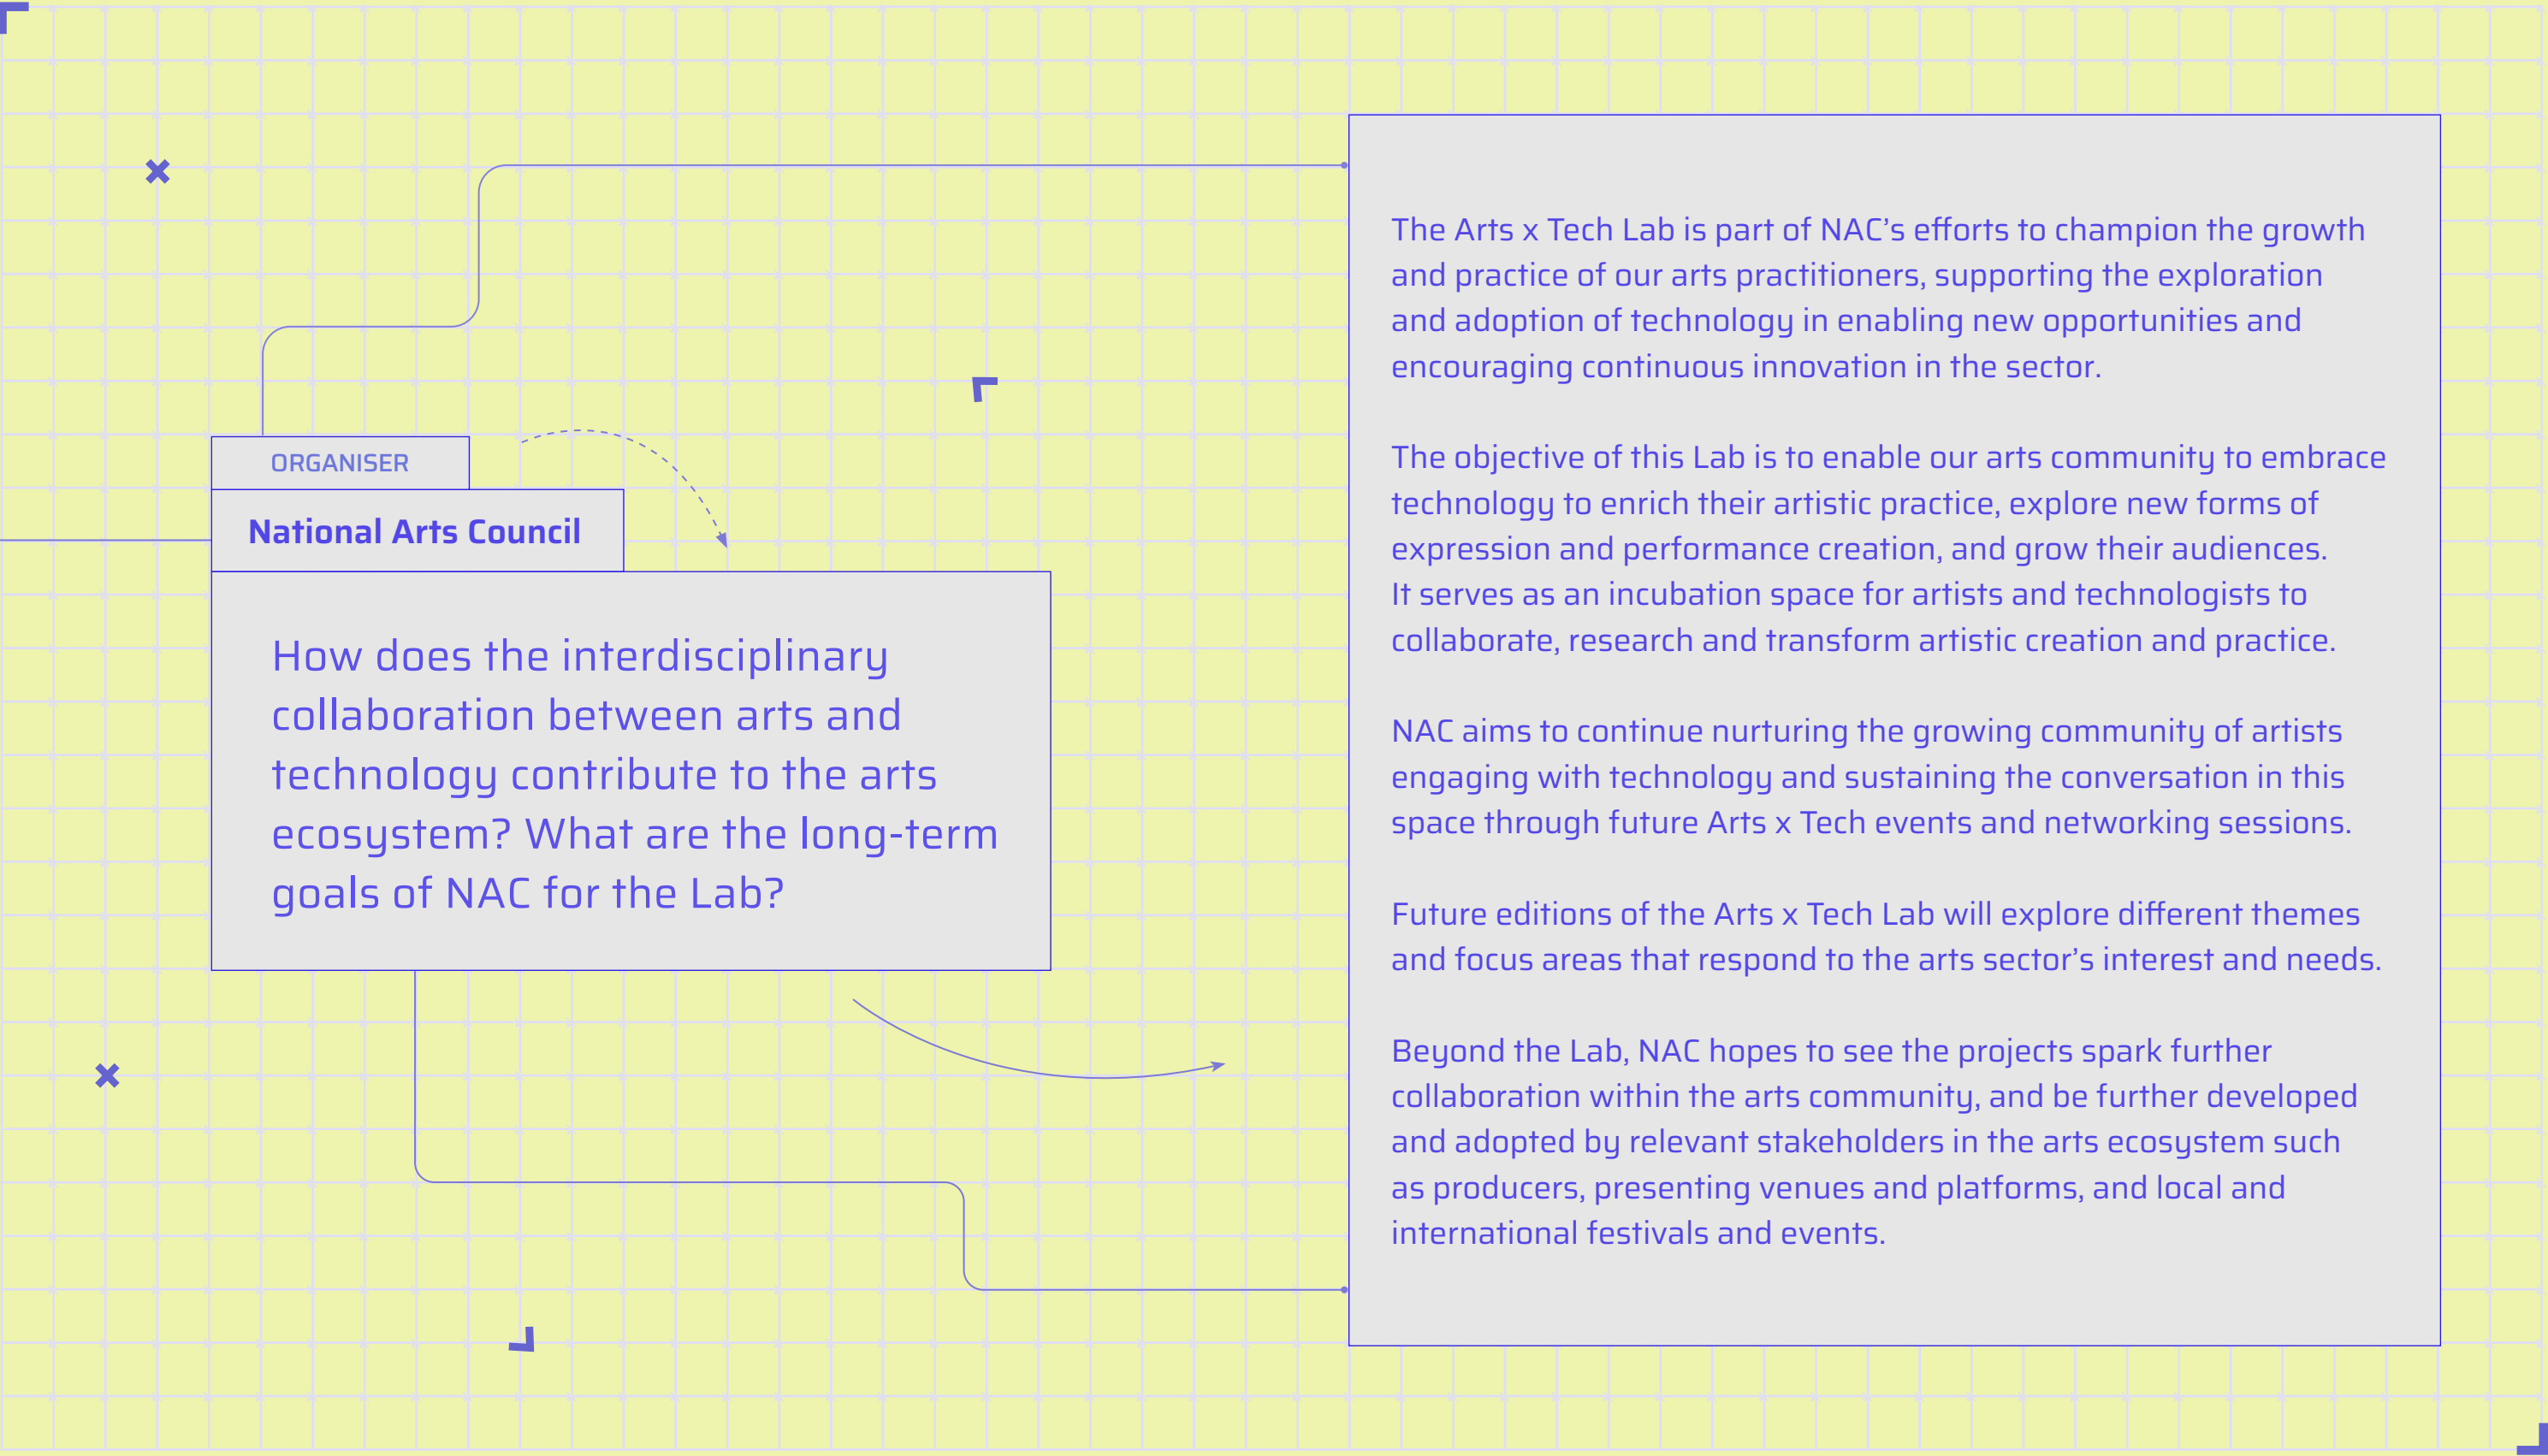 ORGANISER
National Arts Council
How does the interdisciplinary
collaboration between arts and
technology contribute to the arts
ecosystem? What are the long-term
goals of NAC for the Lab?
The Arts x Tech Lab is part of NAC’s efforts to champion the growth
and practice of our arts practitioners, supporting the exploration
and adoption of technology in enabling new opportunities and
encouraging continuous innovation in the sector.
The objective of this Lab is to enable our arts community to embrace
technology to enrich their artistic practice, explore new forms of
expression and performance creation, and grow their audiences.
It serves as an incubation space for artists and technologists to
collaborate, research and transform artistic creation and practice.
NAC aims to continue nurturing the growing community of artists
engaging with technology and sustaining the conversation in this
space through future Arts x Tech events and networking sessions.
Future editions of the Arts x Tech Lab will explore different themes
and focus areas that respond to the arts sector’s interest and needs.
Beyond the Lab, NAC hopes to see the projects spark further
collaboration within the arts community, and be further developed
and adopted by relevant stakeholders in the arts ecosystem such
as producers, presenting venues and platforms, and local and
international festivals and events.